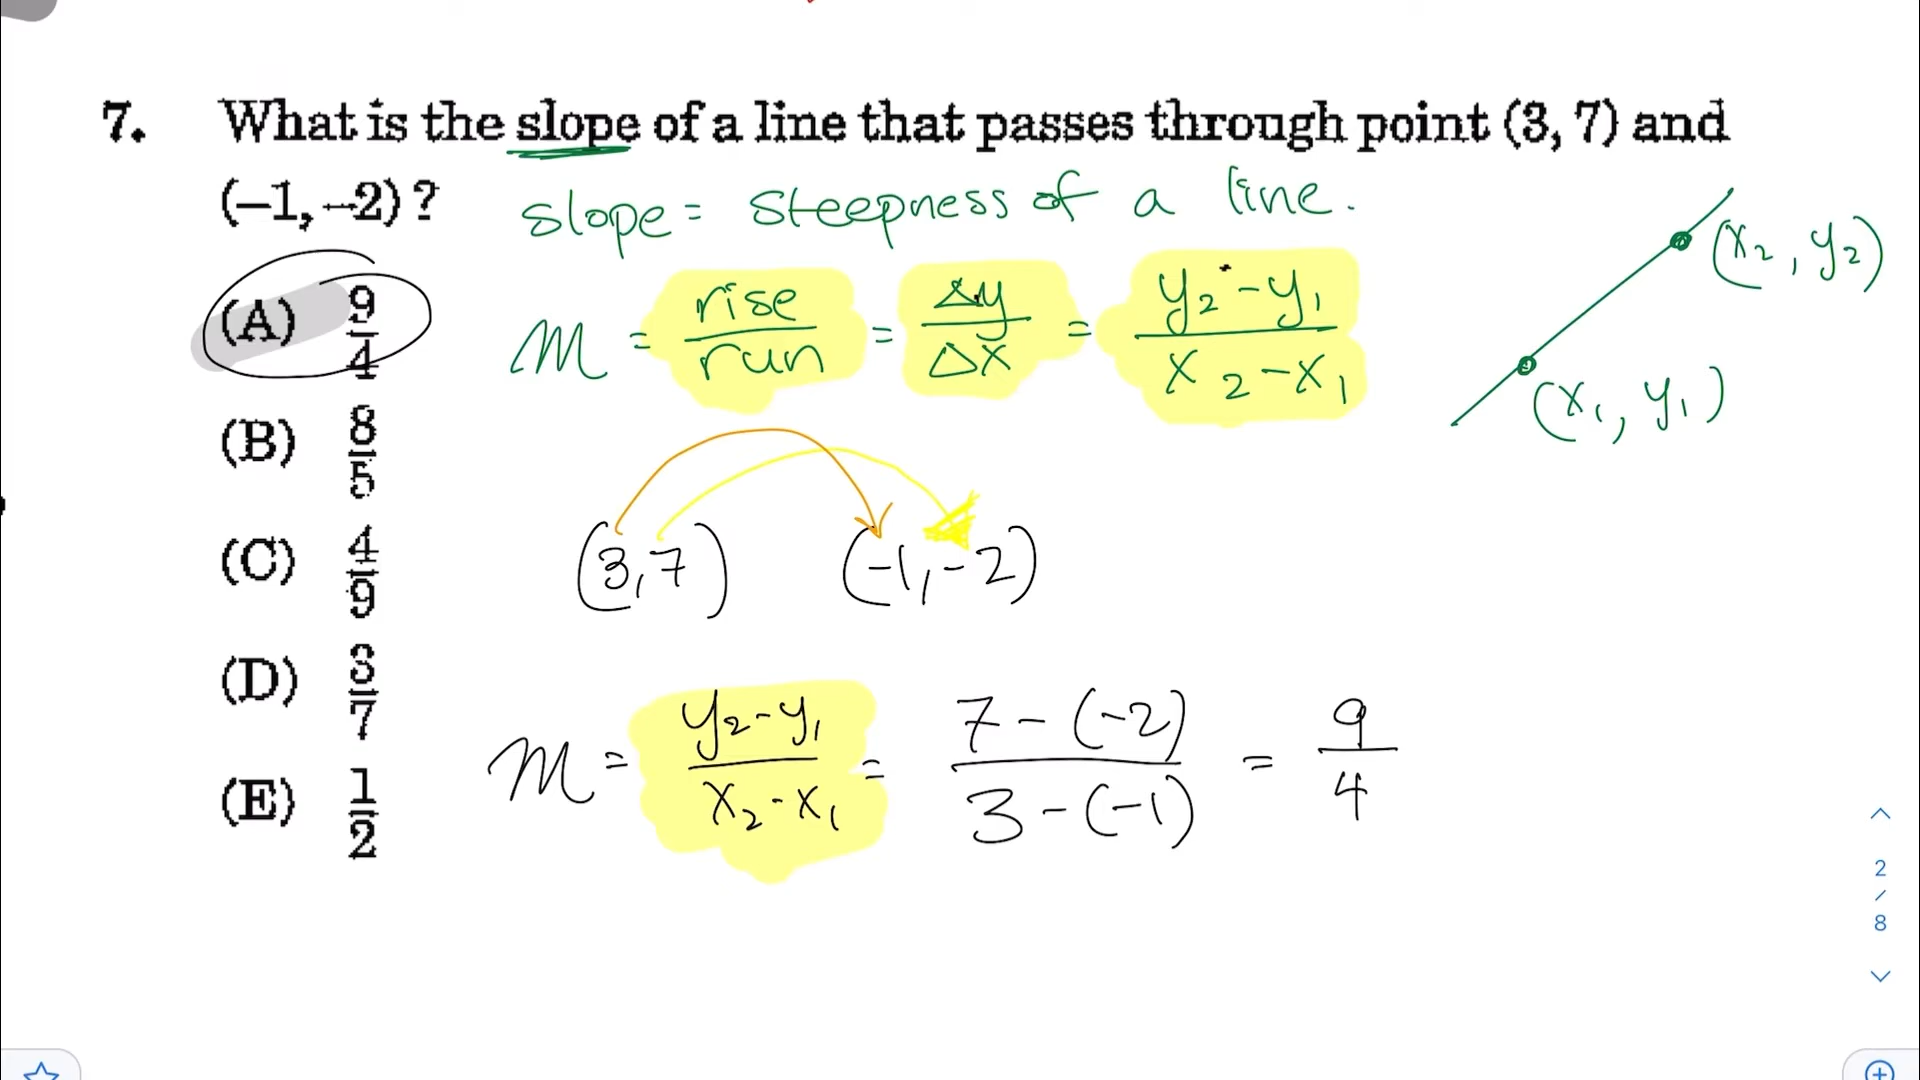 7. What is the slope of a line that passes through point (3, 7) and
(−1, −2)?
slope = steepness of a line.
(x₂, y₂)
(A) 9/4
m = rise/run = Δy/Δx = y₂-y₁/x₂-x₁
(x₁, y₁)
(B) 8/5
(3,7) (-1,-2)
(C) 4/9
(D) 3/7
m = y₂-y₁/x₂-x₁ = 7-(-2)/3-(-1) = 9/4
(E) 1/2
2
/
8